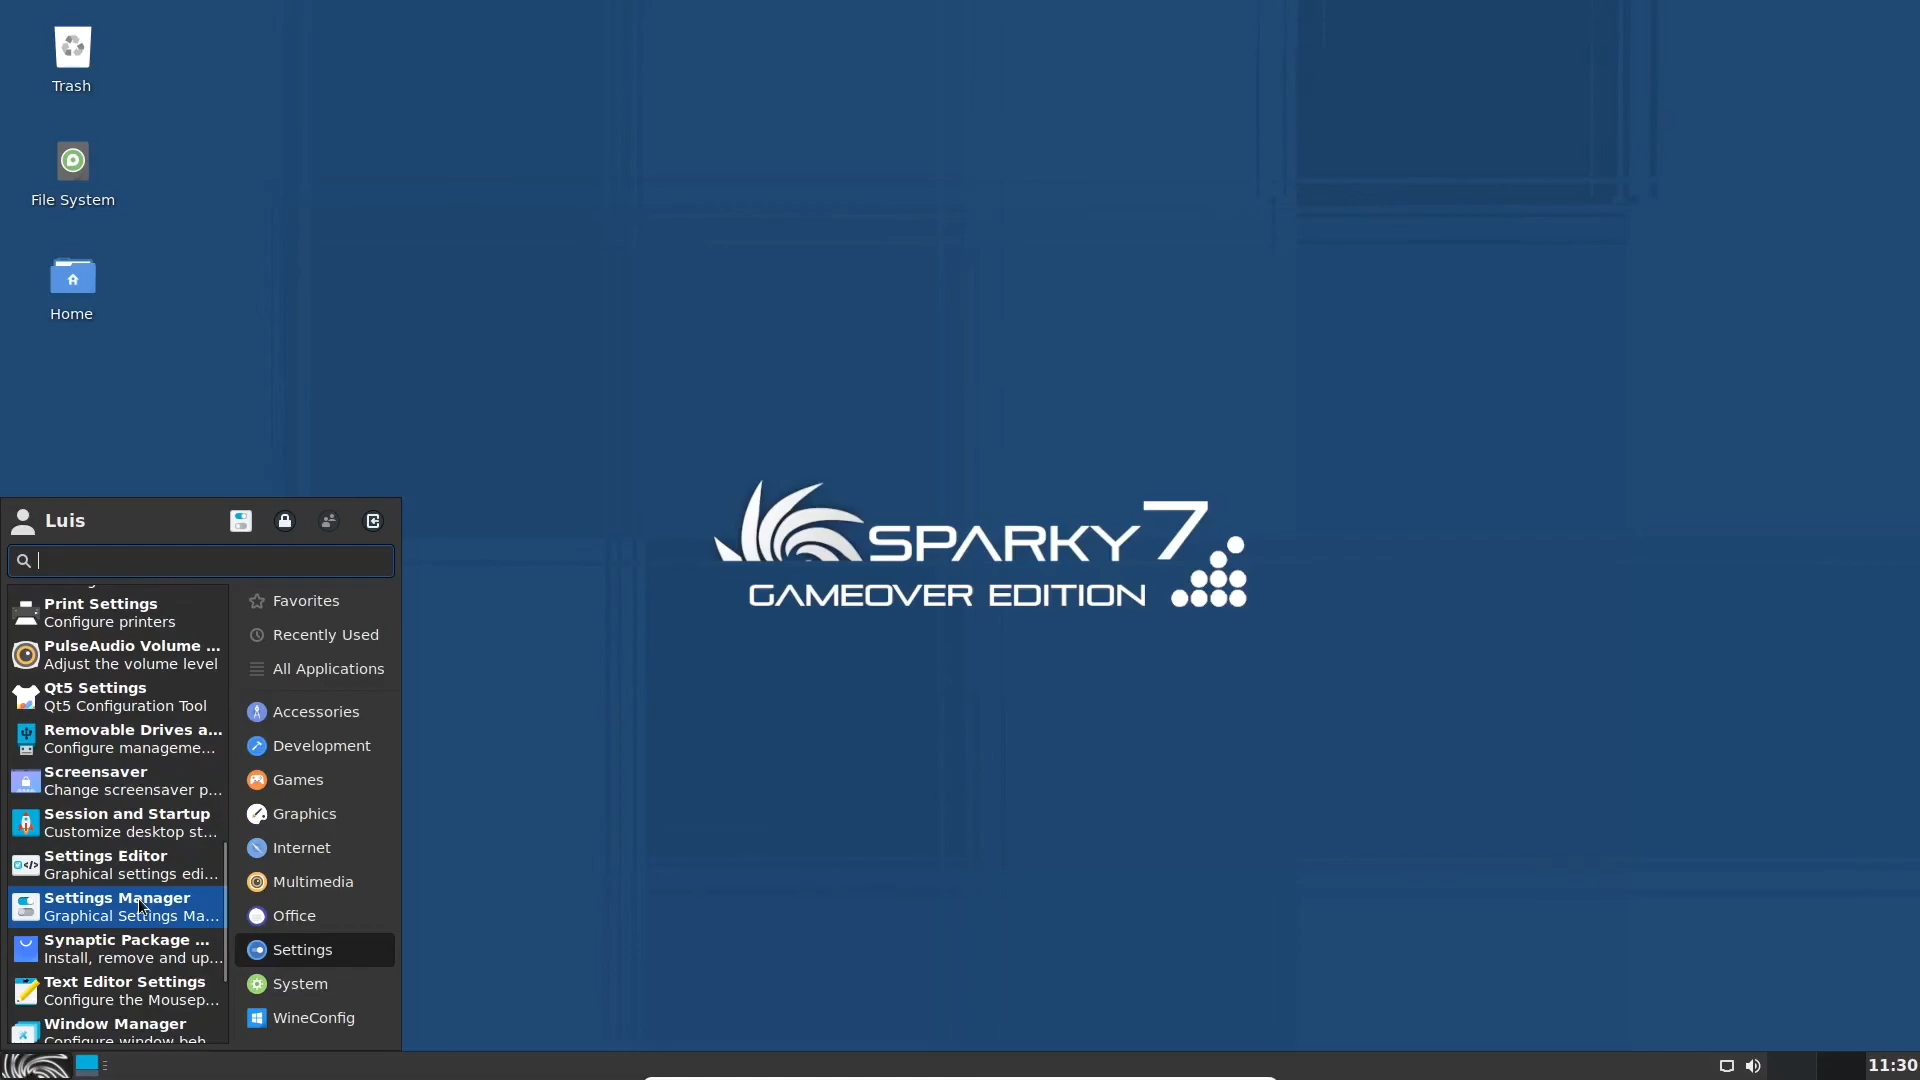 Trash
File System
Home
SPARKY 7
GAMEOVER EDITION
Luis
Print Settings
Configure printers
PulseAudio Volume ...
Adjust the volume level
Qt5 Settings
Qt5 Configuration Tool
Removable Drives a...
Configure manageme...
Screensaver
Change screensaver p...
Session and Startup
Customize desktop st...
Settings Editor
Graphical settings edi...
Settings Manager
Graphical Settings Ma...
Synaptic Package ...
Install, remove and up...
Text Editor Settings
Configure the Mousep...
Window Manager
Configure window beh
Favorites
Recently Used
All Applications
Accessories
Development
Games
Graphics
Internet
Multimedia
Office
Settings
System
WineConfig
11:30